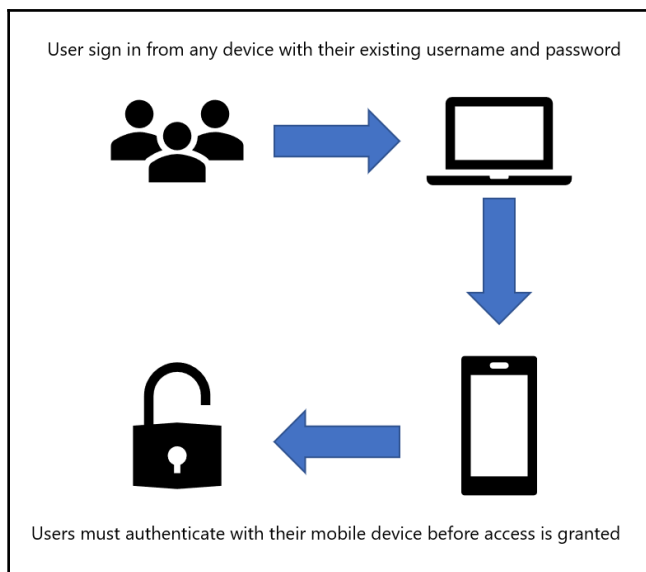 User sign in from any device with their existing username and password
Users must authenticate with their mobile device before access is granted